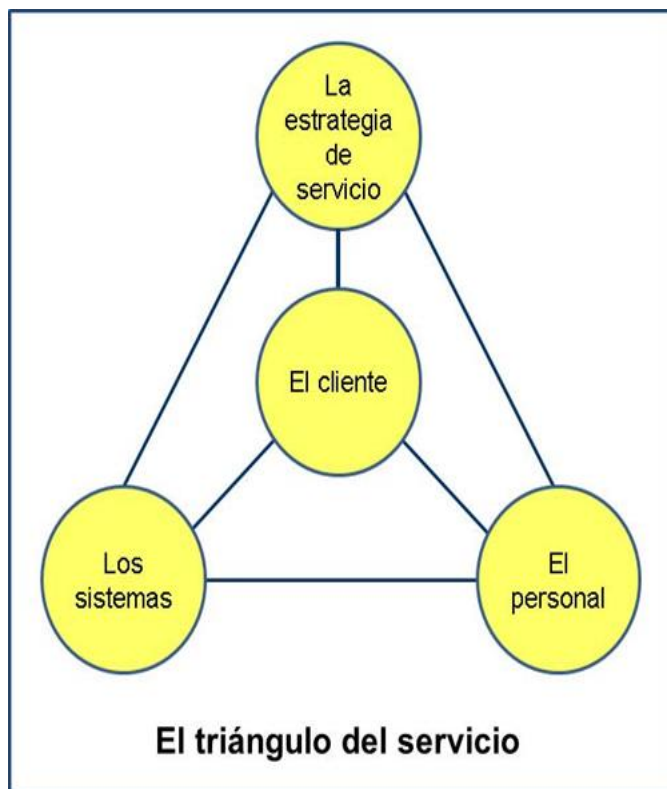 La
estrategia
de
servicio
El cliente
Los
sistemas
El
personal
El triángulo del servicio